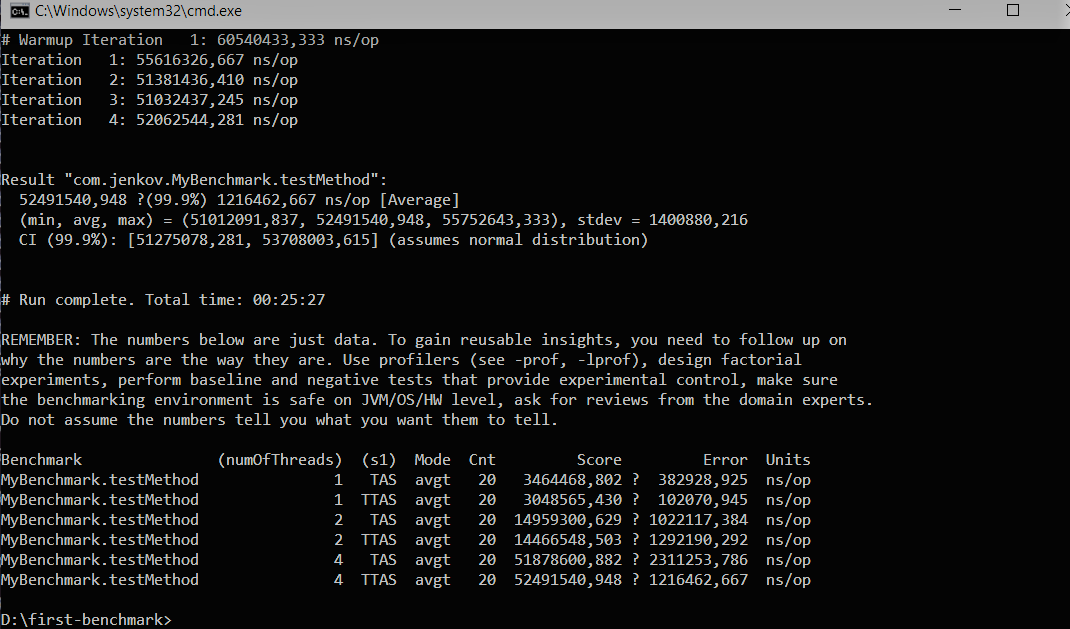 C:\Windows\system32\cmd.exe
# Warmup Iteration   1: 60540433,333 ns/op
Iteration   1: 55616326,667 ns/op
Iteration   2: 51381436,410 ns/op
Iteration   3: 51032437,245 ns/op
Iteration   4: 52062544,281 ns/op
Result "com.jenkov.MyBenchmark.testMethod":
  52491540,948 ?(99.9%) 1216462,667 ns/op [Average]
  (min, avg, max) = (51012091,837, 52491540,948, 55752643,333), stdev = 1400880,216
  CI (99.9%): [51275078,281, 53708003,615] (assumes normal distribution)
# Run complete. Total time: 00:25:27
REMEMBER: The numbers below are just data. To gain reusable insights, you need to follow up on
why the numbers are the way they are. Use profilers (see -prof, -lprof), design factorial
experiments, perform baseline and negative tests that provide experimental control, make sure
the benchmarking environment is safe on JVM/OS/HW level, ask for reviews from the domain experts.
Do not assume the numbers tell you what you want them to tell.
Benchmark               (numOfThreads)  (s1)  Mode  Cnt         Score         Error  Units
MyBenchmark.testMethod               1   TAS  avgt   20   3464468,802 ?  382928,925  ns/op
MyBenchmark.testMethod               1  TTAS  avgt   20   3048565,430 ?  102070,945  ns/op
MyBenchmark.testMethod               2   TAS  avgt   20  14959300,629 ? 1022117,384  ns/op
MyBenchmark.testMethod               2  TTAS  avgt   20  14466548,503 ? 1292190,292  ns/op
MyBenchmark.testMethod               4   TAS  avgt   20  51878600,882 ? 2311253,786  ns/op
MyBenchmark.testMethod               4  TTAS  avgt   20  52491540,948 ? 1216462,667  ns/op
D:\first-benchmark>